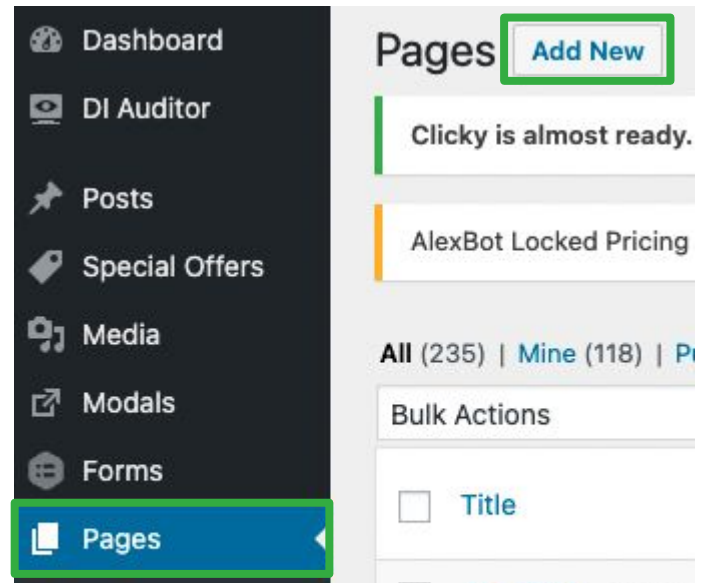 Dashboard
DI Auditor
Posts
Special Offers
Media
Modals
Forms
Pages
Pages Add New
Clicky is almost ready.
AlexBot Locked Pricing
All (235) | Mine (118) |
Bulk Actions
Title